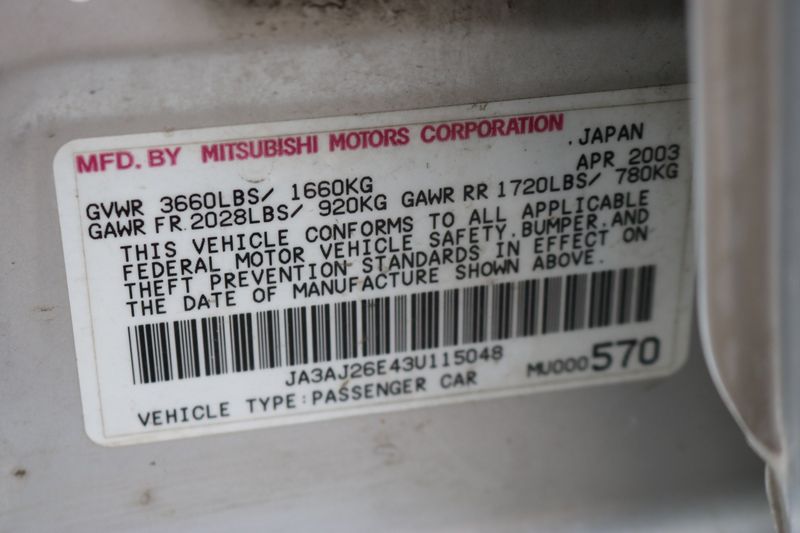 MFD. BY MITSUBISHI MOTORS CORPORATION
.JAPAN
APR 2003
GVWR 3660LBS/ 1660KG
GAWR FR 2028LBS/ 920KG GAWR RR 1720LBS/ 780KG
THIS VEHICLE CONFORMS TO ALL APPLICABLE
FEDERAL MOTOR VEHICLE SAFETY.BUMPER.AND
THEFT PREVENTION STANDARDS IN EFFECT ON
THE DATE OF MANUFACTURE SHOWN ABOVE.
JA3AJ26E43U115048
MU000570
VEHICLE TYPE:PASSENGER CAR